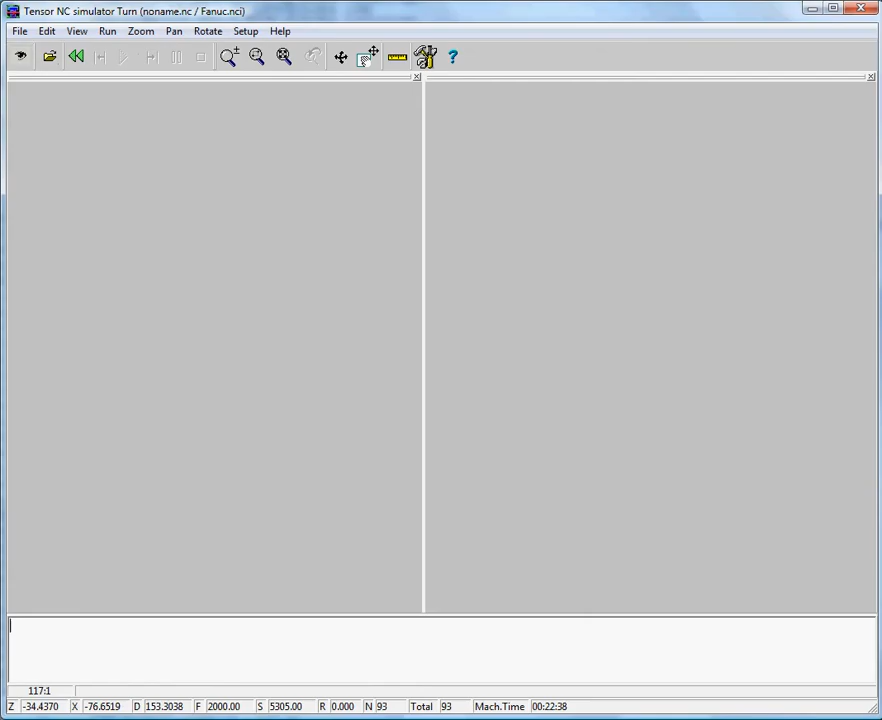 Tensor NC simulator Turn (noname.nc / Fanuc.nci)
File Edit View Run Zoom Pan Rotate Setup Help
117:1
Z -34.4370 X -76.6519 D 153.3038 F 2000.00 S 5305.00 R 0.000 N 93 Total 93 Mach.Time 00:22:38